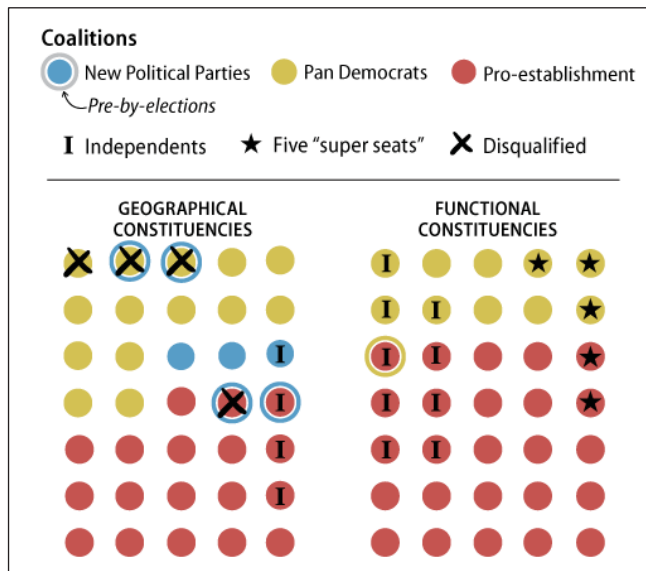 Coalitions
New Political Parties Pan Democrats Pro-establishment
Pre-by-elections
I Independents ★ Five “super seats” ✗ Disqualified
GEOGRAPHICAL CONSTITUENCIES
FUNCTIONAL CONSTITUENCIES
I
I I
I I I
I I I
I I I
I